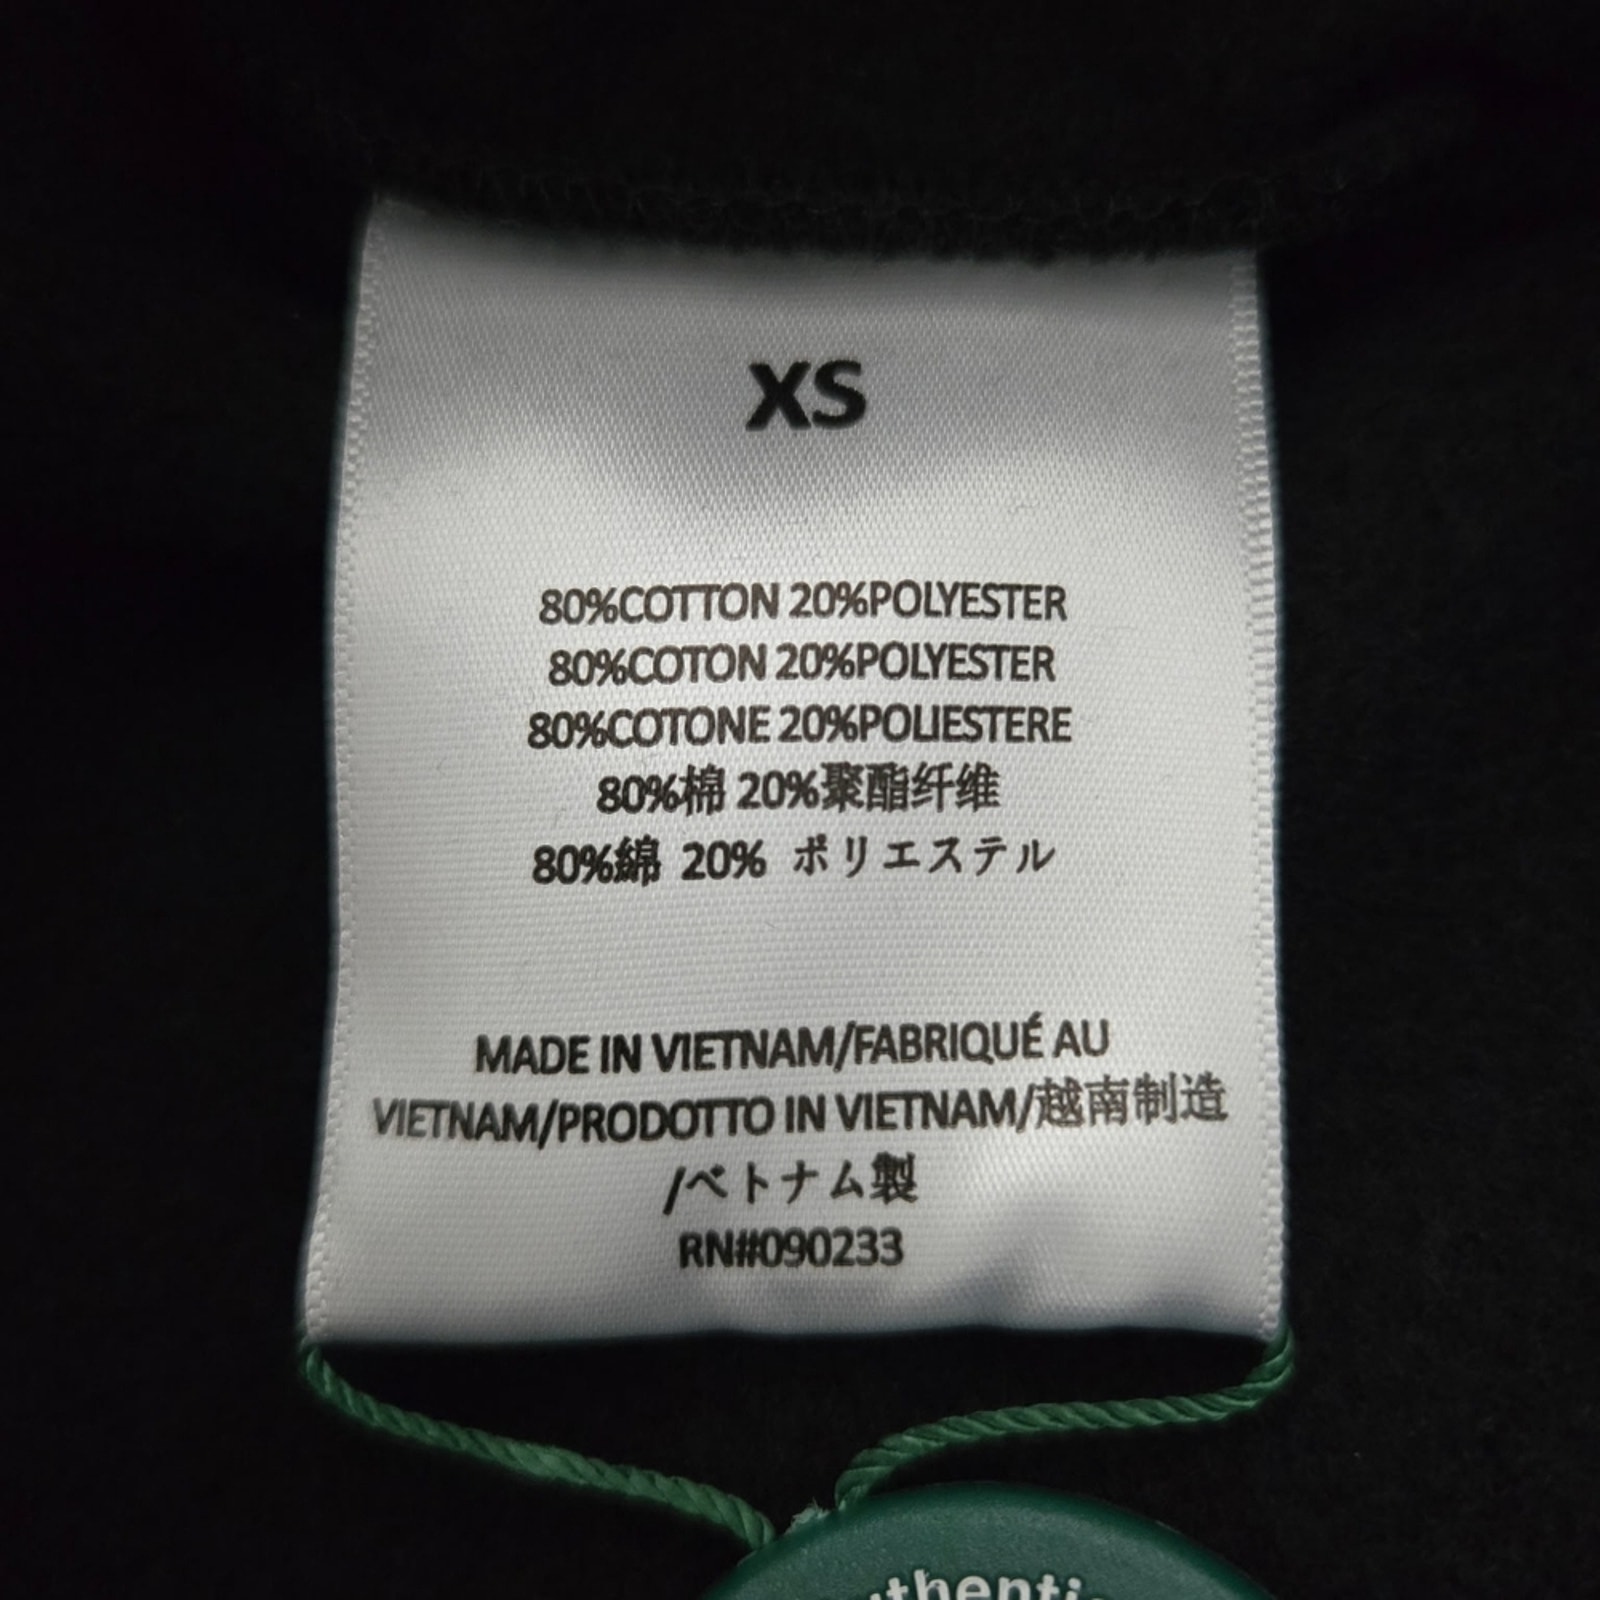 XS
80%COTTON 20%POLYESTER
80%COTON 20%POLYESTER
80%COTONE 20%POLIESTERE
80%棉 20%聚酯纤维
80%綿 20% ポリエステル
MADE IN VIETNAM/FABRIQUÉ AU
VIETNAM/PRODOTTO IN VIETNAM/越南制造
/ベトナム製
RN#090233